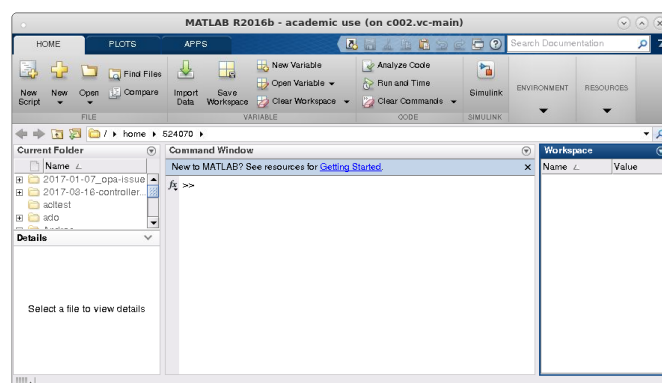 MATLAB R2016b - academic use (on c002.vc-main)
HOME PLOTS APPS Search Documentation
New Script New Open Find Files Compare Import Data Save Workspace New Variable Open Variable Clear Workspace Analyze Code Run and Time Clear Commands Simulink ENVIRONMENT RESOURCES
FILE VARIABLE CODE SIMULINK
/ home 524070
Current Folder Command Window Workspace
Name New to MATLAB? See resources for Getting Started. Name Value
2017-01-07_opa-issue fx >>
2017-03-16-controller...
acltest
ado
Details
Select a file to view details